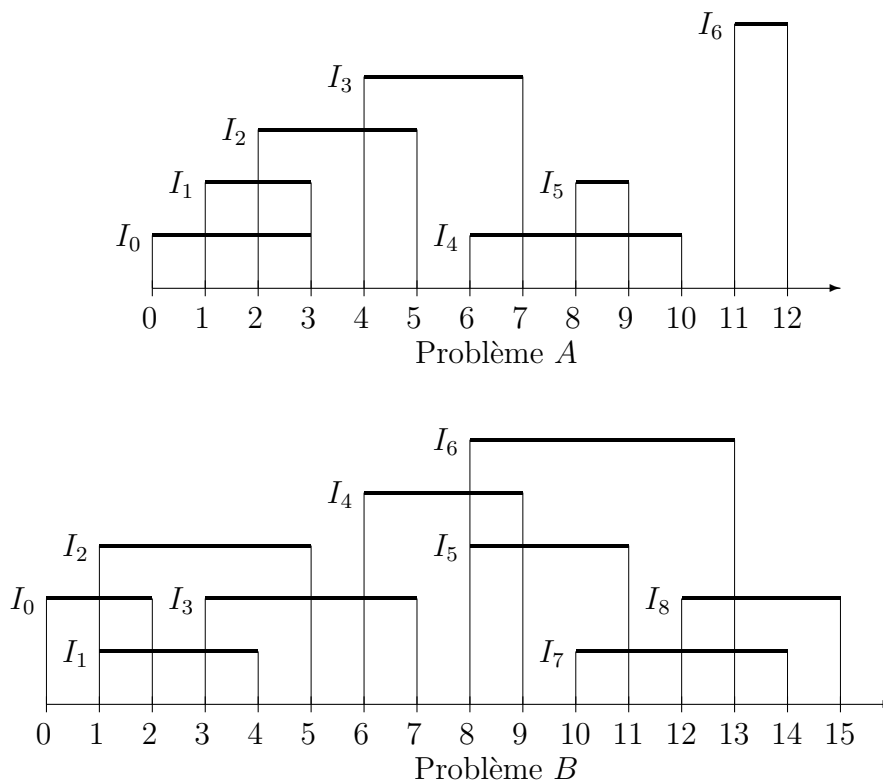 I₆
I₃
I₂
I₁ I₅
I₀ I₄
0 1 2 3 4 5 6 7 8 9 10 11 12
Problème A
I₆
I₄
I₂ I₅
I₀ I₃ I₈
I₁ I₇
0 1 2 3 4 5 6 7 8 9 10 11 12 13 14 15
Problème B